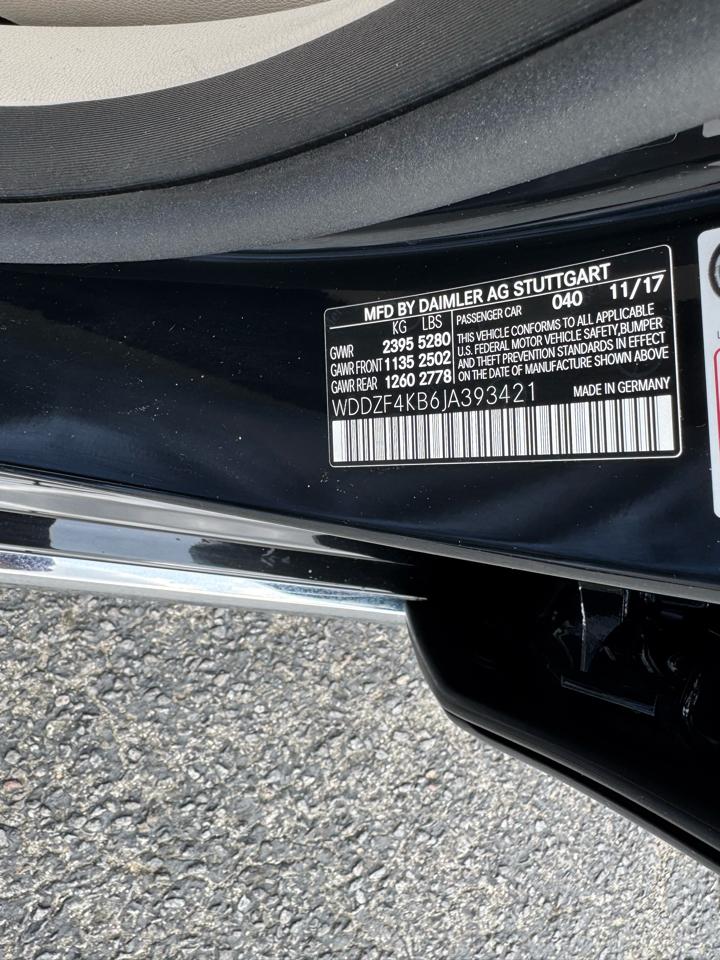 MFD BY DAIMLER AG STUTTGART
KG LBS
GVWR 2395 5280
GAWR FRONT 1135 2502
GAWR REAR 1260 2778
PASSENGER CAR 040 11/17
THIS VEHICLE CONFORMS TO ALL APPLICABLE
U.S. FEDERAL MOTOR VEHICLE SAFETY,BUMPER
AND THEFT PREVENTION STANDARDS IN EFFECT
ON THE DATE OF MANUFACTURE SHOWN ABOVE
WDDZF4KB6JA393421 MADE IN GERMANY